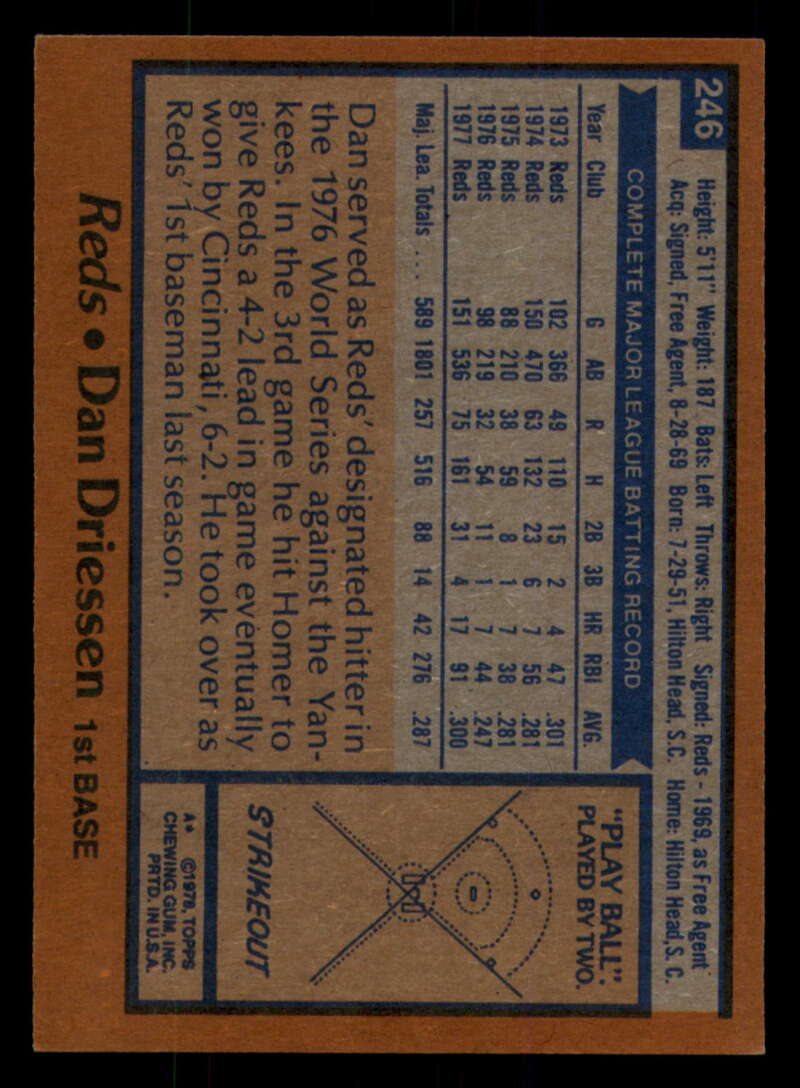 246
Height: 5'11" Weight: 187 Bats: Left Throws: Right Signed: Reds - 1969, as Free Agent
Acq: Signed, Free Agent, 8-28-69 Born: 7-29-51, Hilton Head, S.C. Home: Hilton Head, S.C.
COMPLETE MAJOR LEAGUE BATTING RECORD
Year Club G AB R H 2B 3B HR RBI AVG.
1973 Reds 102 366 49 110 15 2 4 47 .301
1974 Reds 150 470 63 132 23 6 7 56 .281
1975 Reds 88 210 38 59 8 1 7 38 .281
1976 Reds 98 219 32 54 11 1 7 44 .247
1977 Reds 151 536 75 161 31 4 17 91 .300
Maj. Lea. Totals ... 589 1801 257 516 88 14 42 276 .287
Dan served as Reds' designated hitter in
the 1976 World Series against the Yan-
kees. In the 3rd game he hit Homer to
give Reds a 4-2 lead in game eventually
won by Cincinnati, 6-2. He took over as
Reds' 1st baseman last season.
"PLAY BALL":
PLAYED BY TWO.
STRIKEOUT
A* ©1978, TOPPS
CHEWING GUM, INC.
PRTD. IN U.S.A.
Reds • Dan Driessen 1st BASE